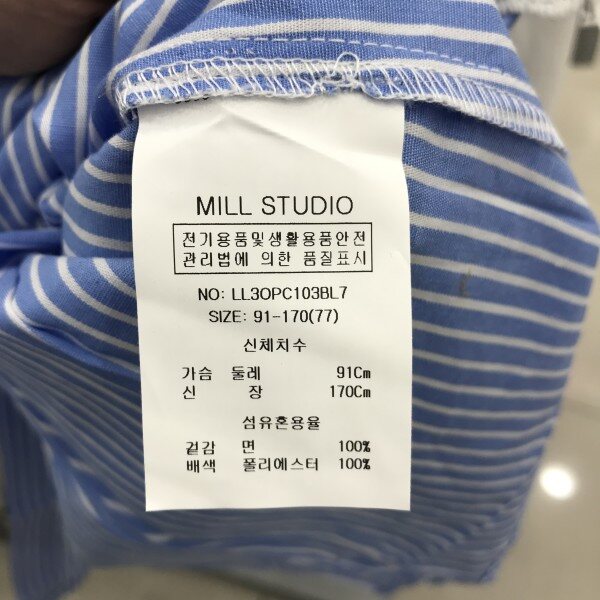 MILL STUDIO
전기용품및생활용품안전
관리법에 의한 품질표시
NO: LL3OPC103BL7
SIZE: 91-170(77)
신체치수
가슴 둘레 91Cm
신 장 170Cm
섬유혼용율
겉감 면 100%
배색 폴리에스터 100%